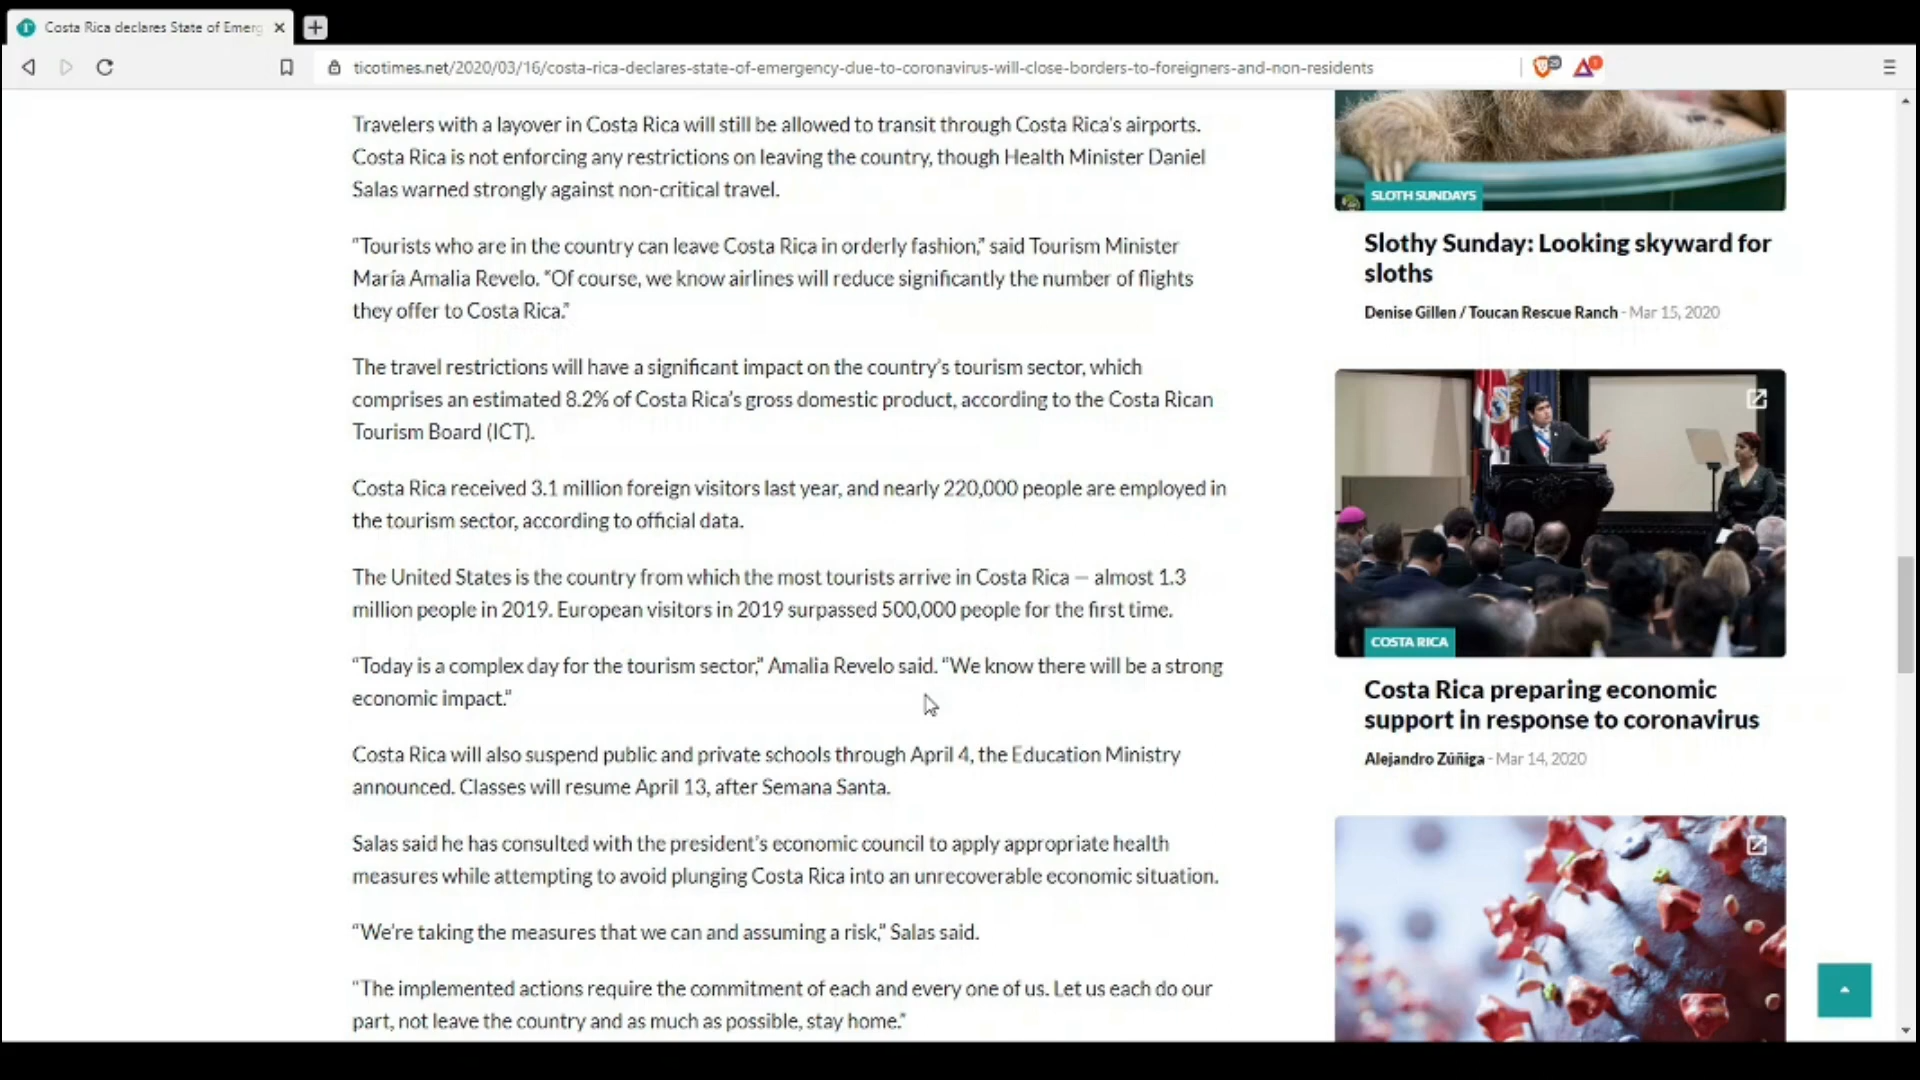 Costa Rica declares State of Emerg
ticotimes.net/2020/03/16/costa-rica-declares-state-of-emergency-due-to-coronavirus-will-close-borders-to-foreigners-and-non-residents
Travelers with a layover in Costa Rica will still be allowed to transit through Costa Rica's airports.
Costa Rica is not enforcing any restrictions on leaving the country, though Health Minister Daniel
Salas warned strongly against non-critical travel.
“Tourists who are in the country can leave Costa Rica in orderly fashion,” said Tourism Minister
María Amalia Revelo. “Of course, we know airlines will reduce significantly the number of flights
they offer to Costa Rica.”
The travel restrictions will have a significant impact on the country's tourism sector, which
comprises an estimated 8.2% of Costa Rica's gross domestic product, according to the Costa Rican
Tourism Board (ICT).
Costa Rica received 3.1 million foreign visitors last year, and nearly 220,000 people are employed in
the tourism sector, according to official data.
The United States is the country from which the most tourists arrive in Costa Rica — almost 1.3
million people in 2019. European visitors in 2019 surpassed 500,000 people for the first time.
“Today is a complex day for the tourism sector,” Amalia Revelo said. “We know there will be a strong
economic impact.”
Costa Rica will also suspend public and private schools through April 4, the Education Ministry
announced. Classes will resume April 13, after Semana Santa.
Salas said he has consulted with the president's economic council to apply appropriate health
measures while attempting to avoid plunging Costa Rica into an unrecoverable economic situation.
“We're taking the measures that we can and assuming a risk,” Salas said.
“The implemented actions require the commitment of each and every one of us. Let us each do our
part, not leave the country and as much as possible, stay home.”
SLOTH SUNDAYS
Slothy Sunday: Looking skyward for
sloths
Denise Gillen / Toucan Rescue Ranch - Mar 15, 2020
COSTA RICA
Costa Rica preparing economic
support in response to coronavirus
Alejandro Zúñiga - Mar 14, 2020